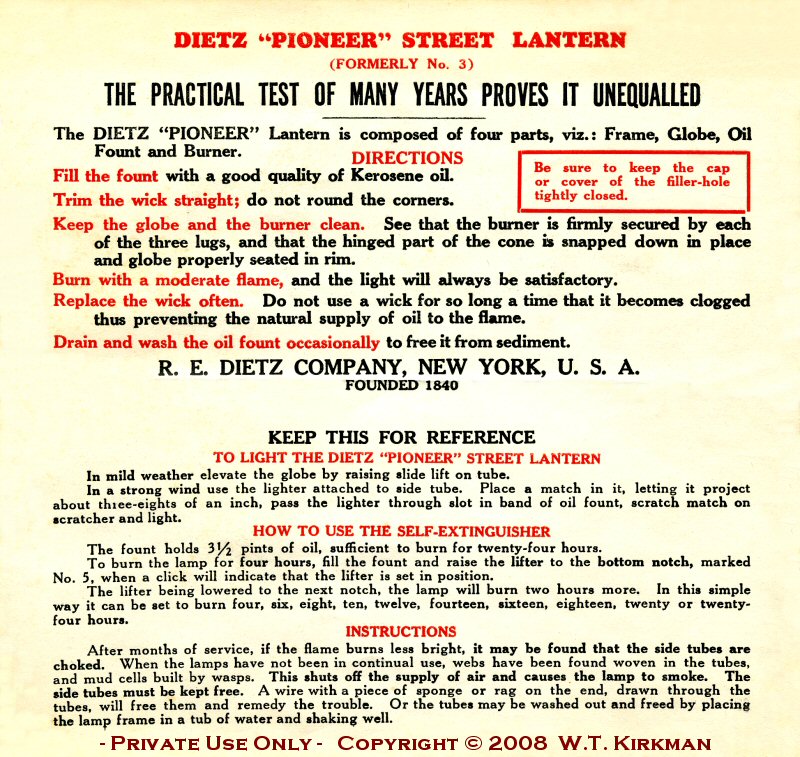 DIETZ “PIONEER” STREET LANTERN
(FORMERLY No. 3)
THE PRACTICAL TEST OF MANY YEARS PROVES IT UNEQUALLED
The DIETZ “PIONEER” Lantern is composed of four parts, viz.: Frame, Globe, Oil
Fount and Burner.
DIRECTIONS
Fill the fount with a good quality of Kerosene oil.
Trim the wick straight; do not round the corners.
Be sure to keep the cap
or cover of the filler-hole
tightly closed.
Keep the globe and the burner clean. See that the burner is firmly secured by each
of the three lugs, and that the hinged part of the cone is snapped down in place
and globe properly seated in rim.
Burn with a moderate flame, and the light will always be satisfactory.
Replace the wick often. Do not use a wick for so long a time that it becomes clogged
thus preventing the natural supply of oil to the flame.
Drain and wash the oil fount occasionally to free it from sediment.
R. E. DIETZ COMPANY, NEW YORK, U. S. A.
FOUNDED 1840
KEEP THIS FOR REFERENCE
TO LIGHT THE DIETZ “PIONEER” STREET LANTERN
In mild weather elevate the globe by raising slide lift on tube.
In a strong wind use the lighter attached to side tube. Place a match in it, letting it project
about three-eights of an inch, pass the lighter through slot in band of oil fount, scratch match on
scratcher and light.
HOW TO USE THE SELF-EXTINGUISHER
The fount holds 3½ pints of oil, sufficient to burn for twenty-four hours.
To burn the lamp for four hours, fill the fount and raise the lifter to the bottom notch, marked
No. 5, when a click will indicate that the lifter is set in position.
The lifter being lowered to the next notch, the lamp will burn two hours more. In this simple
way it can be set to burn four, six, eight, ten, twelve, fourteen, sixteen, eighteen, twenty or twenty-
four hours.
INSTRUCTIONS
After months of service, if the flame burns less bright, it may be found that the side tubes are
choked. When the lamps have not been in continual use, webs have been found woven in the tubes,
and mud cells built by wasps. This shuts off the supply of air and causes the lamp to smoke. The
side tubes must be kept free. A wire with a piece of sponge or rag on the end, drawn through the
tubes, will free them and remedy the trouble. Or the tubes may be washed out and freed by placing
the lamp frame in a tub of water and shaking well.
- Private Use Only - Copyright © 2008 W.T. Kirkman